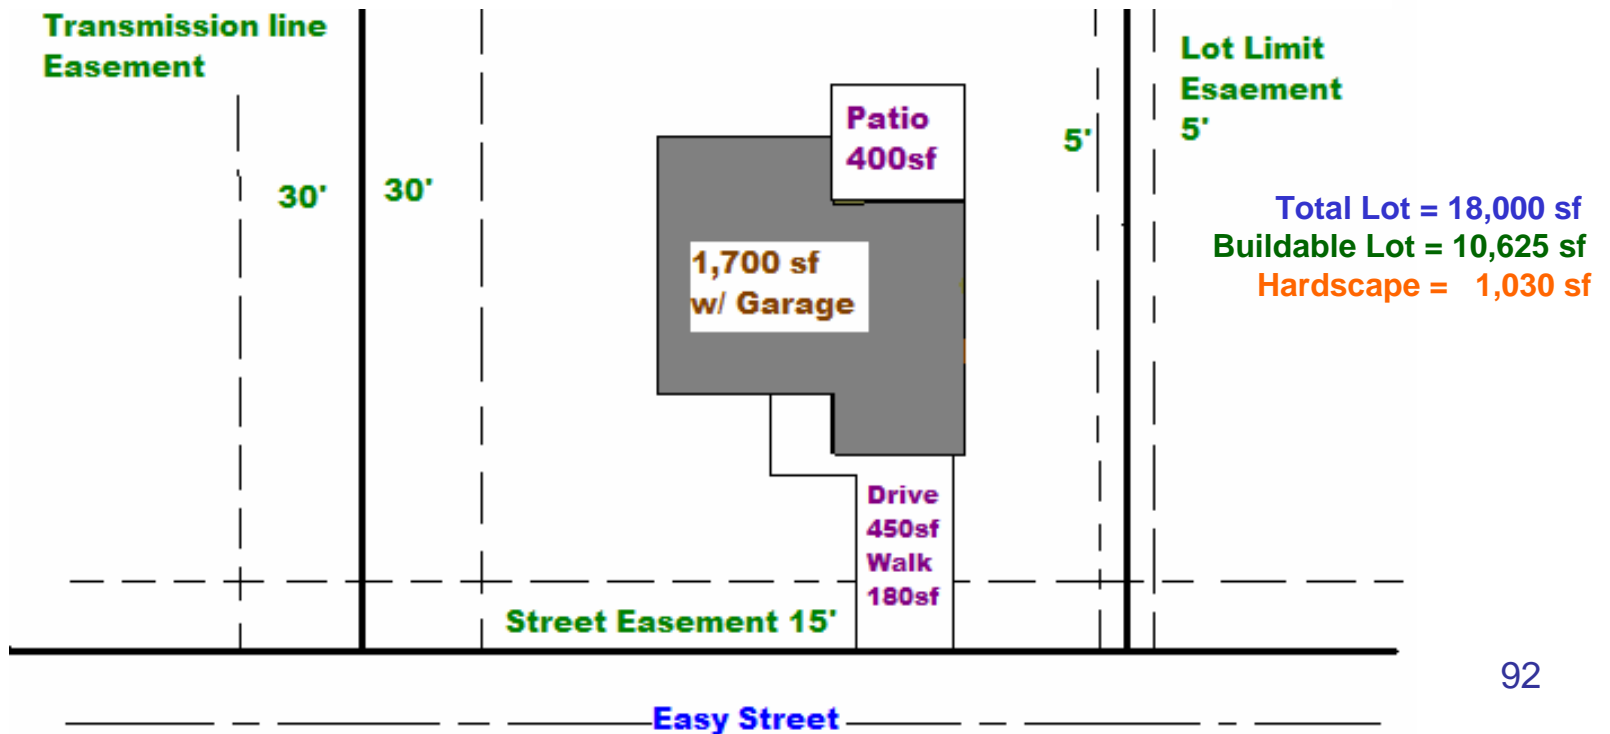 Transmission line
Easement
30'
30'
Patio
400sf
5'
Lot Limit
Esaement
5'
Total Lot = 18,000 sf
Buildable Lot = 10,625 sf
Hardscape = 1,030 sf
1,700 sf
w/ Garage
Drive
450sf
Walk
180sf
Street Easement 15'
Easy Street
92